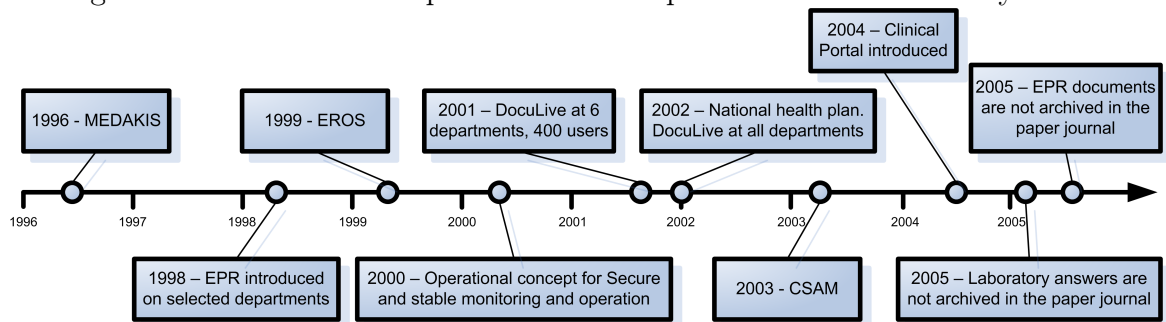 2004 – Clinical
Portal introduced
1996 - MEDAKIS
1999 - EROS
2001 – DocuLive at 6
departments, 400 users
2002 – National health plan.
DocuLive at all departments
2005 – EPR documents
are not archived in the
paper journal
1996
1997
1998
1999
2000
2001
2002
2003
2004
2005
1998 – EPR introduced
on selected departments
2000 – Operational concept for Secure
and stable monitoring and operation
2003 - CSAM
2005 – Laboratory answers are
not archived in the paper journal